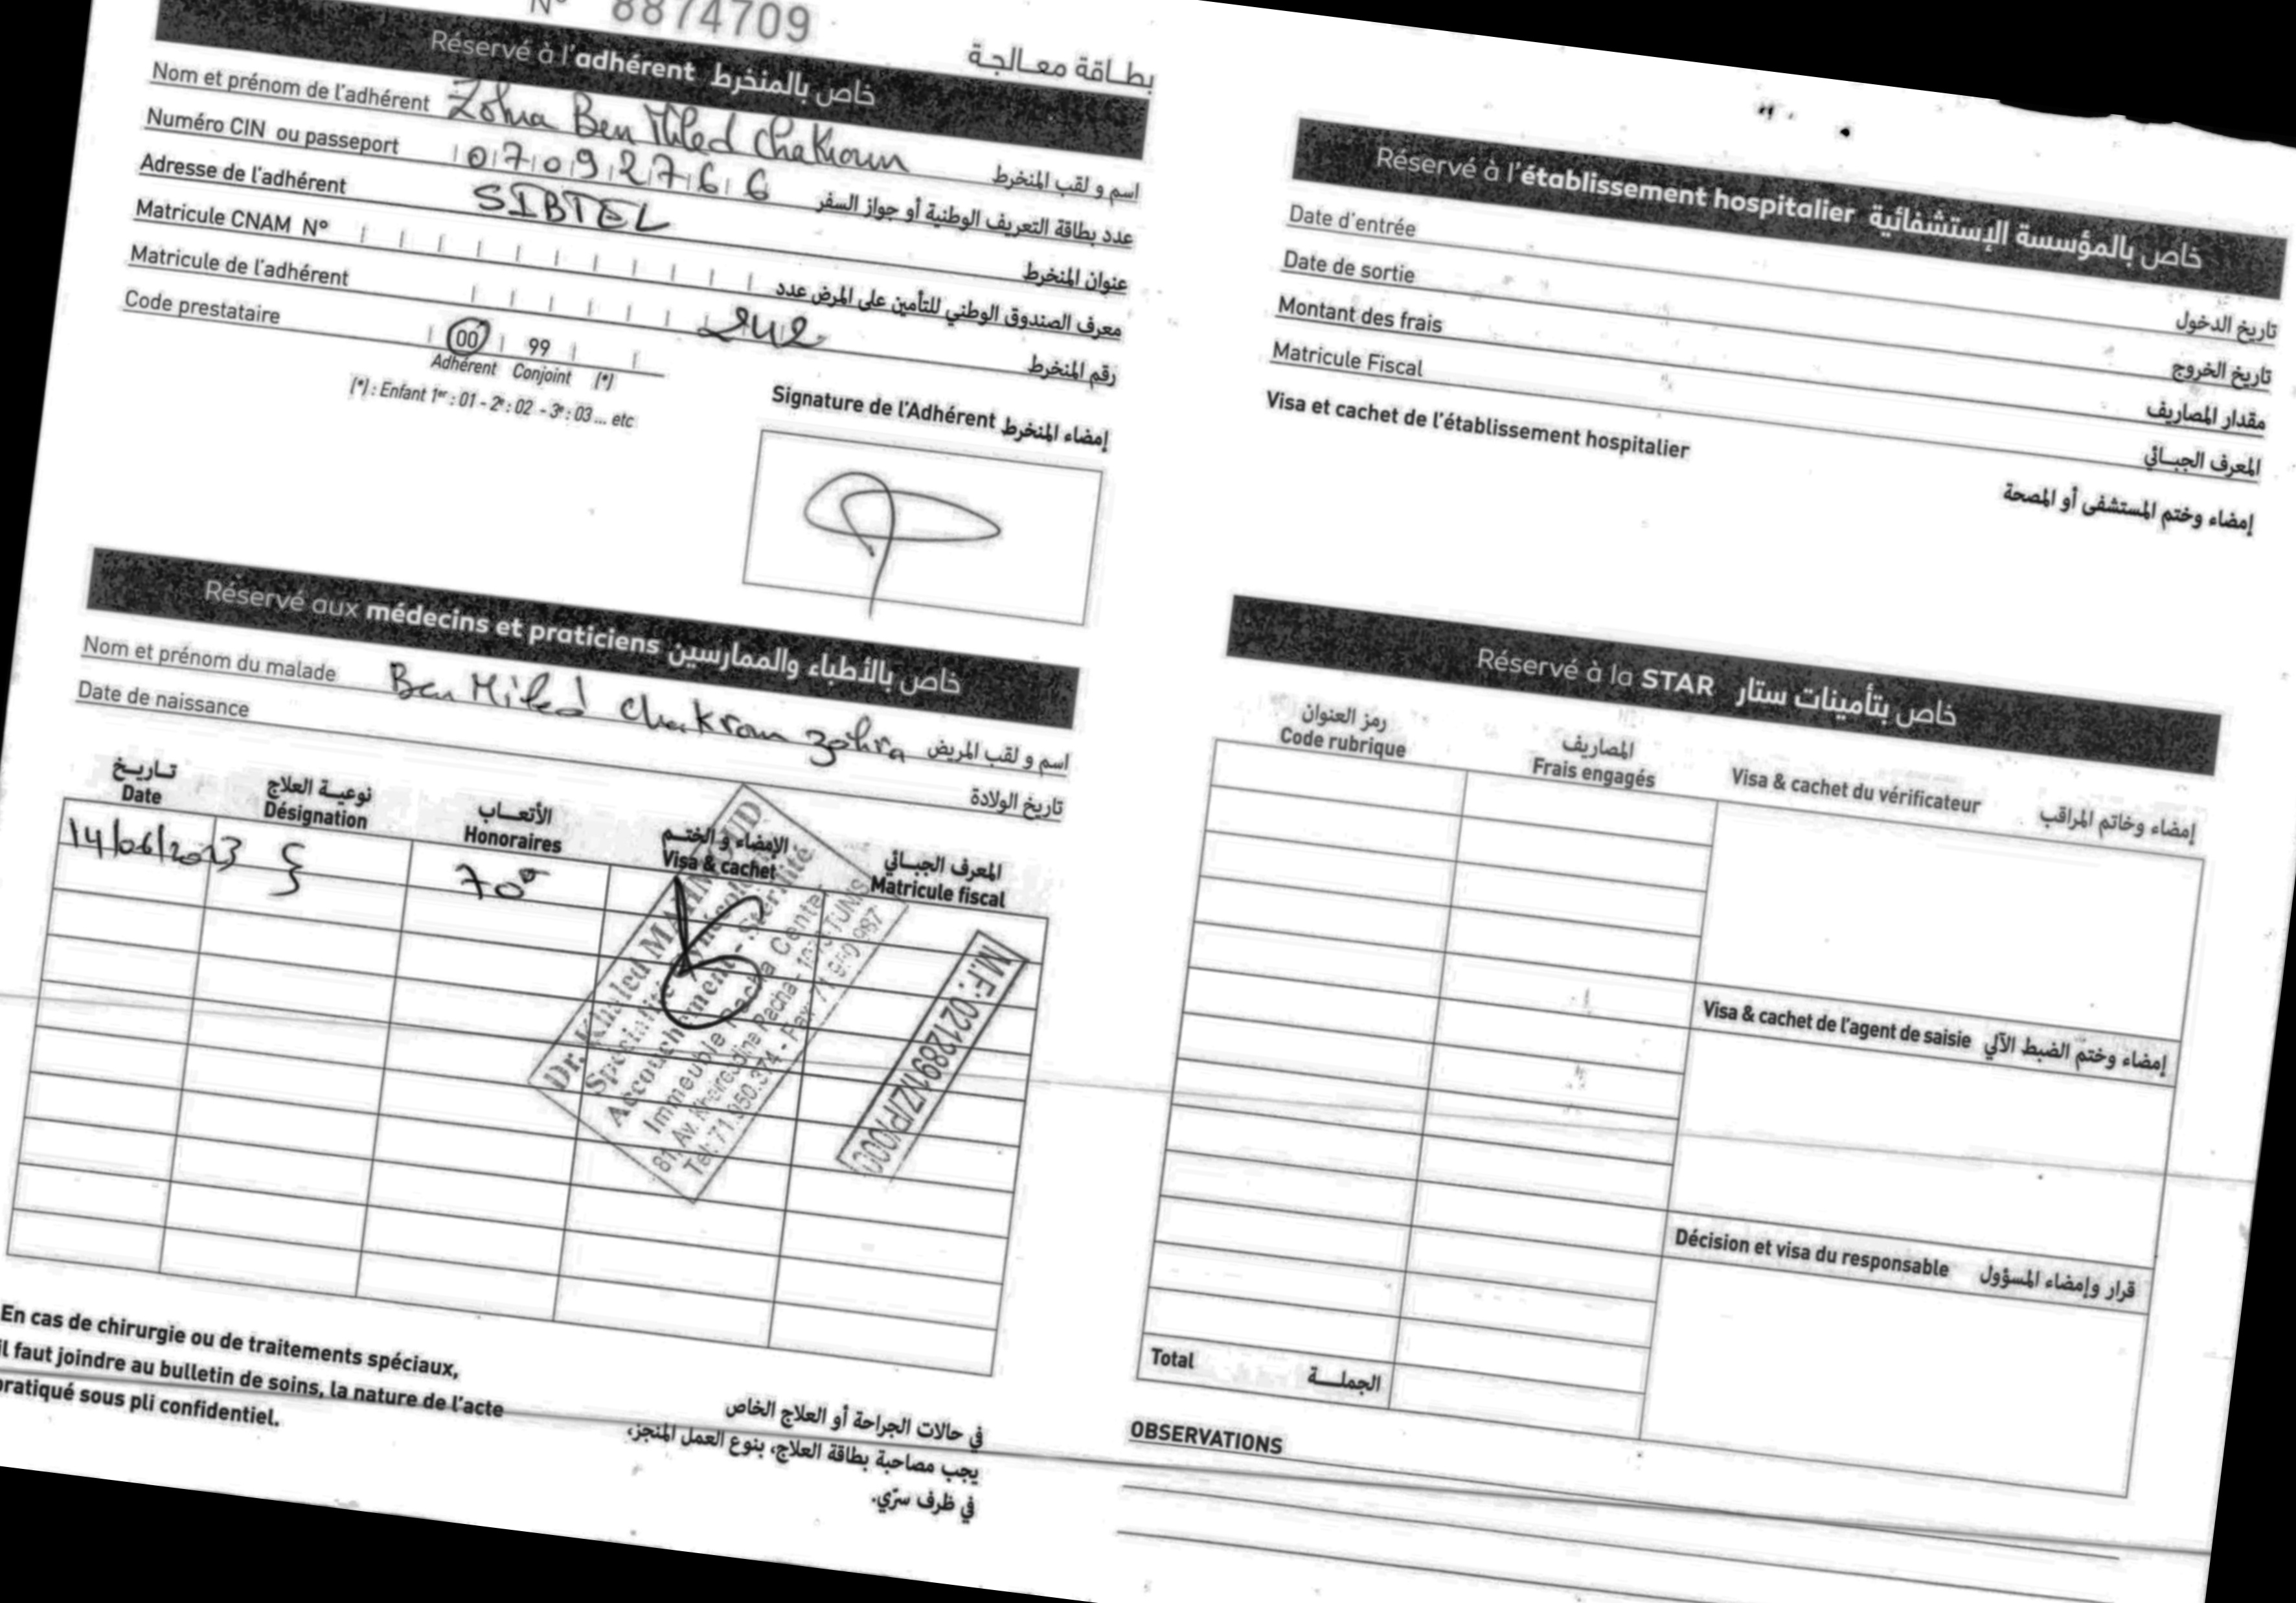 N° 8874709
بطاقة معالجة
Réservé à l'adhérent خاص بالمنخرط
Nom et prénom de l'adhérent Zohra Ben Miled Chakroun اسم و لقب المنخرط
Numéro CIN ou passeport 07092766 عدد بطاقة التعريف الوطنية أو جواز السفر
Adresse de l'adhérent SIBTEL عنوان المنخرط
Matricule CNAM N° معرف الصندوق الوطني للتأمين على المرض عدد
Matricule de l'adhérent 242 رقم المنخرط
Code prestataire 00 99
Adhérent Conjoint (*)
(*) : Enfant 1er : 01 - 2e : 02 - 3e : 03 ... etc
Signature de l'Adhérent إمضاء المنخرط
Réservé aux médecins et praticiens خاص بالأطباء والممارسين
Nom et prénom du malade Ben Miled Chakroun Zohra اسم و لقب المريض
Date de naissance تاريخ الولادة
تاريخ نوعية العلاج الأتعاب الإمضاء و الختم المعرف الجبائي
Date Désignation Honoraires Visa & cachet Matricule fiscal
14/06/2023 70
Dr. Khaled MAHMOUD
Spécialité Gynécologie
Accouchement - Stérilité
Immeuble Pacha Center
81, Av. Kheireddine Pacha - 1073 TUNIS
Tél: 71.950.374 - Fax: 71 950 987
M.F: 0212891Z/P/000
En cas de chirurgie ou de traitements spéciaux,
il faut joindre au bulletin de soins, la nature de l'acte
pratiqué sous pli confidentiel.
في حالات الجراحة أو العلاج الخاص
يجب مصاحبة بطاقة العلاج، بنوع العمل المنجز،
في ظرف سرّي.
Réservé à l'établissement hospitalier خاص بالمؤسسة الإستشفائية
Date d'entrée تاريخ الدخول
Date de sortie تاريخ الخروج
Montant des frais مقدار المصاريف
Matricule Fiscal المعرف الجبائي
Visa et cachet de l'établissement hospitalier إمضاء وختم المستشفى أو المصحة
Réservé à la STAR خاص بتأمينات ستار
رمز العنوان المصاريف
Code rubrique Frais engagés Visa & cachet du vérificateur إمضاء وخاتم المراقب
Visa & cachet de l'agent de saisie إمضاء وختم الضبط الآلي
Décision et visa du responsable قرار وإمضاء المسؤول
Total الجملة
OBSERVATIONS